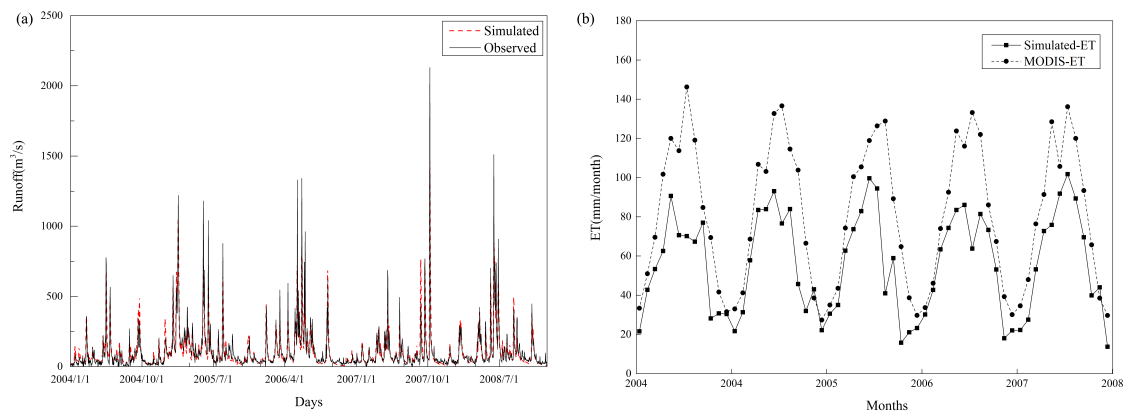 (a)
2500
2000
1500
1000
500
0
Runoff(m³/s)
Simulated
Observed
2004/1/1 2004/10/1 2005/7/1 2006/4/1 2007/1/1 2007/10/1 2008/7/1
Days
(b)
180
160
140
120
100
80
60
40
20
0
ET(mm/month)
Simulated-ET
MODIS-ET
2004 2004 2005 2006 2007 2008
Months